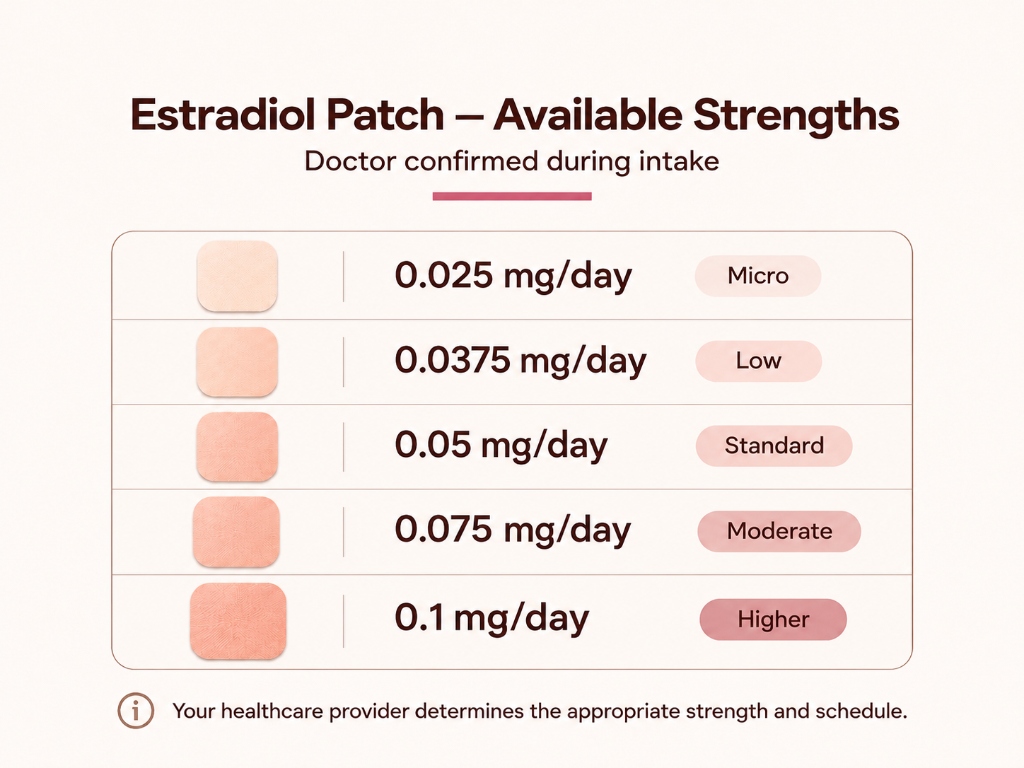 Estradiol Patch – Available Strengths
Doctor confirmed during intake
0.025 mg/day Micro
0.0375 mg/day Low
0.05 mg/day Standard
0.075 mg/day Moderate
0.1 mg/day Higher
Your healthcare provider determines the appropriate strength and schedule.